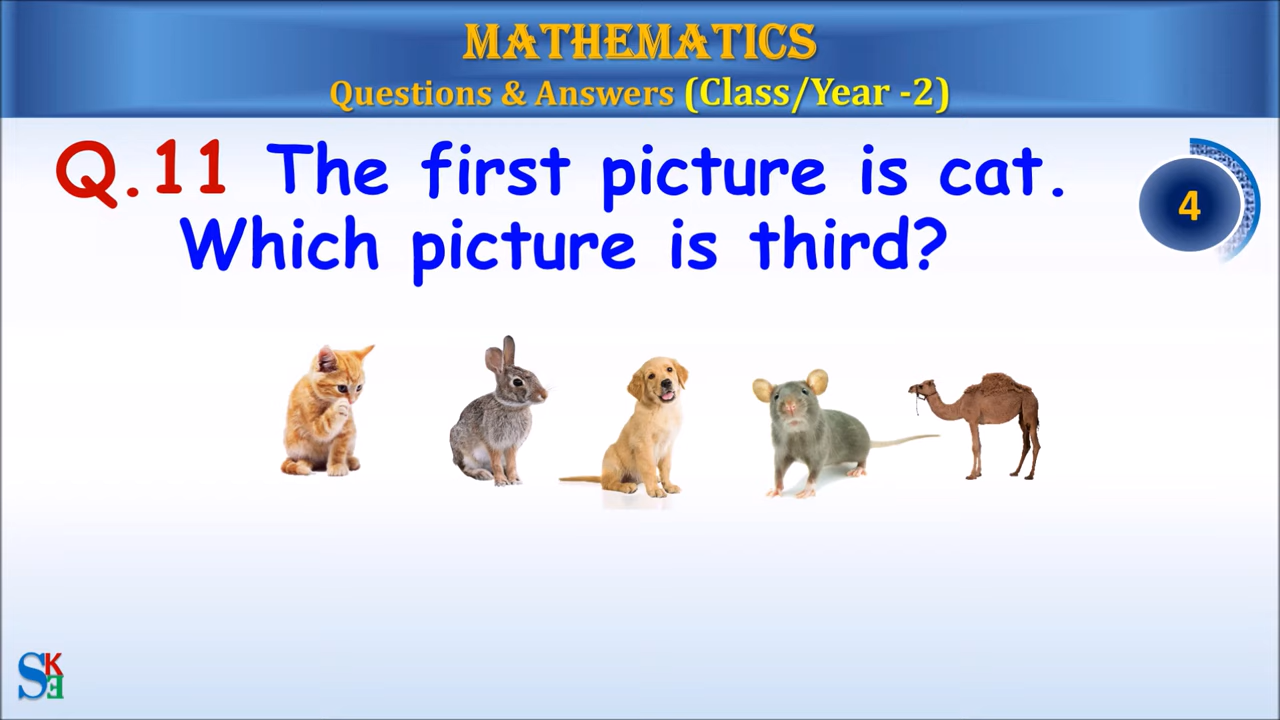 MATHEMATICS
Questions & Answers (Class/Year -2)
Q.11 The first picture is cat.
Which picture is third?
4
SKE